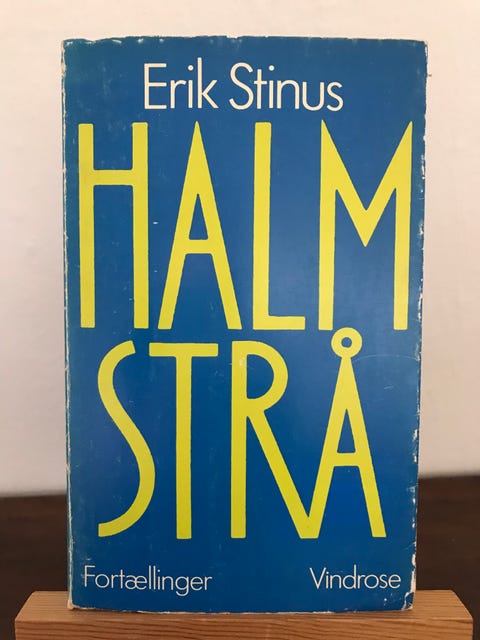 Erik Stinus
HALM
STRÅ
Fortællinger
Vindrose